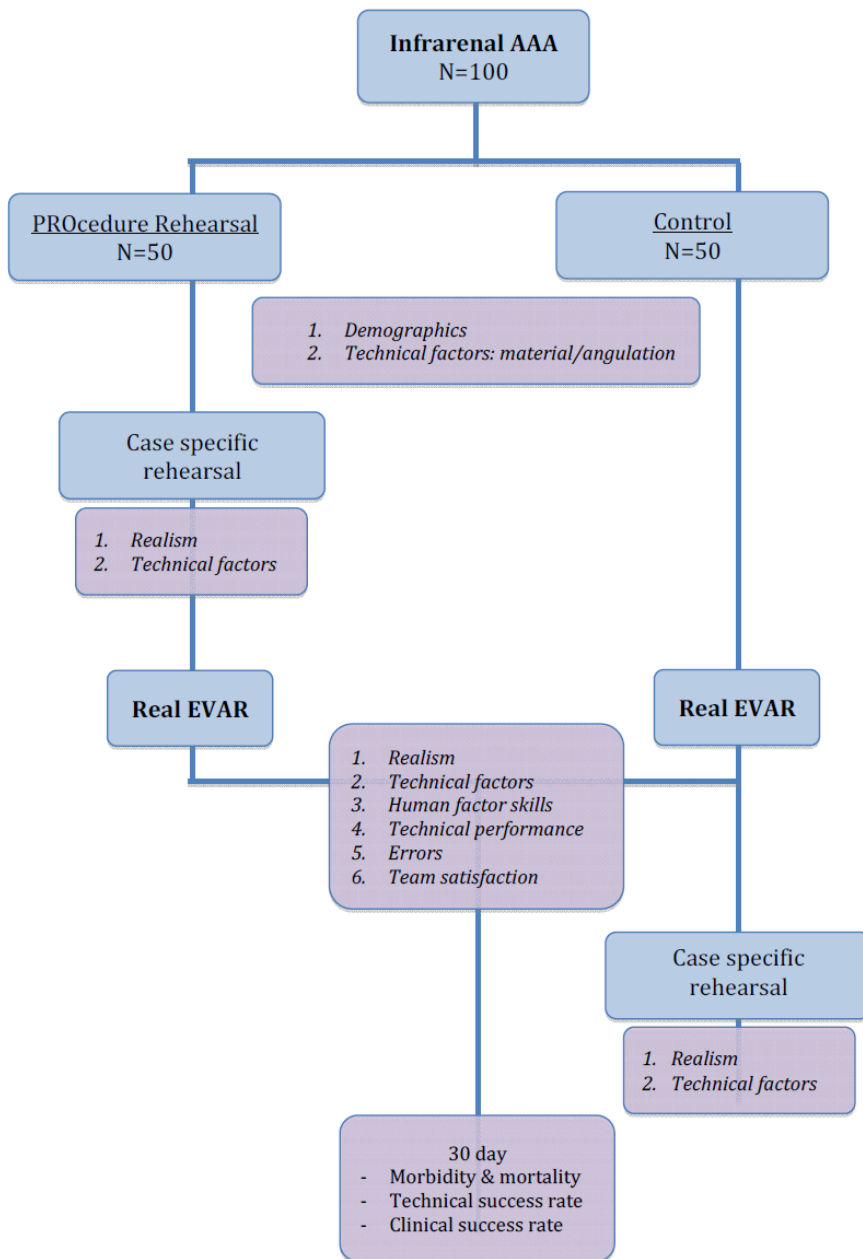 Infrarenal AAA
N=100
PROcedure Rehearsal
N=50
Control
N=50
1. Demographics
2. Technical factors: material/angulation
Case specific
rehearsal
1. Realism
2. Technical factors
Real EVAR
Real EVAR
1. Realism
2. Technical factors
3. Human factor skills
4. Technical performance
5. Errors
6. Team satisfaction
Case specific
rehearsal
1. Realism
2. Technical factors
30 day
- Morbidity & mortality
- Technical success rate
- Clinical success rate